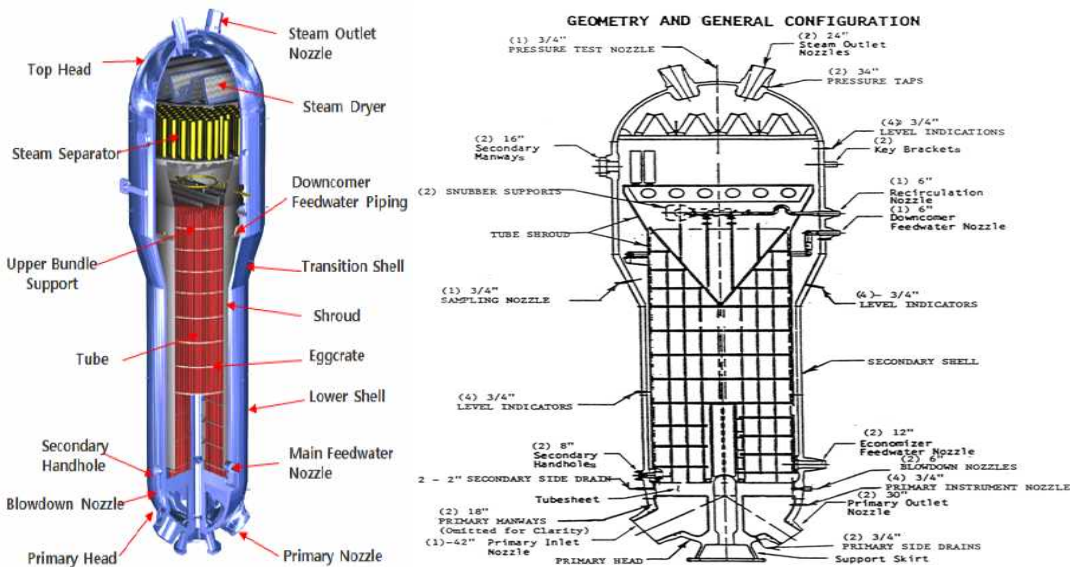 Steam Outlet
Nozzle
Top Head
Steam Dryer
Steam Separator
Downcomer
Feedwater Piping
Upper Bundle
Support
Transition Shell
Shroud
Tube
Eggcrate
Lower Shell
Secondary
Handhole
Main Feedwater
Nozzle
Blowdown Nozzle
Primary Head
Primary Nozzle
GEOMETRY AND GENERAL CONFIGURATION
(1) 3/4"
PRESSURE TEST NOZZLE
(2) 24"
Steam Outlet
Nozzles
(2) 34"
PRESSURE TAPS
(4) 3/4"
LEVEL INDICATIONS
(2)
Key Brackets
(2) 16"
Secondary
Manways
(2) SNUBBER SUPPORTS
(1) 6"
Recirculation
Nozzle
(1) 6"
Downcomer
Feedwater Nozzle
TUBE SHROUD
(1) 3/4"
SAMPLING NOZZLE
(4)- 3/4"
LEVEL INDICATORS
SECONDARY SHELL
(4) 3/4"
LEVEL INDICATORS
(2) 12"
Economizer
Feedwater Nozzle
(2) 8"
Secondary
Handholes
(2) 6"
BLOWDOWN NOZZLES
2 - 2" SECONDARY SIDE DRAIN
(4) 3/4"
PRIMARY INSTRUMENT NOZZLE
Tubesheet
(2) 30"
Primary Outlet
Nozzle
(2) 18"
PRIMARY MANWAYS
(Omitted for Clarity)
(1)-42" Primary Inlet
Nozzle
(2) 3/4"
PRIMARY SIDE DRAINS
PRIMARY HEAD
Support Skirt